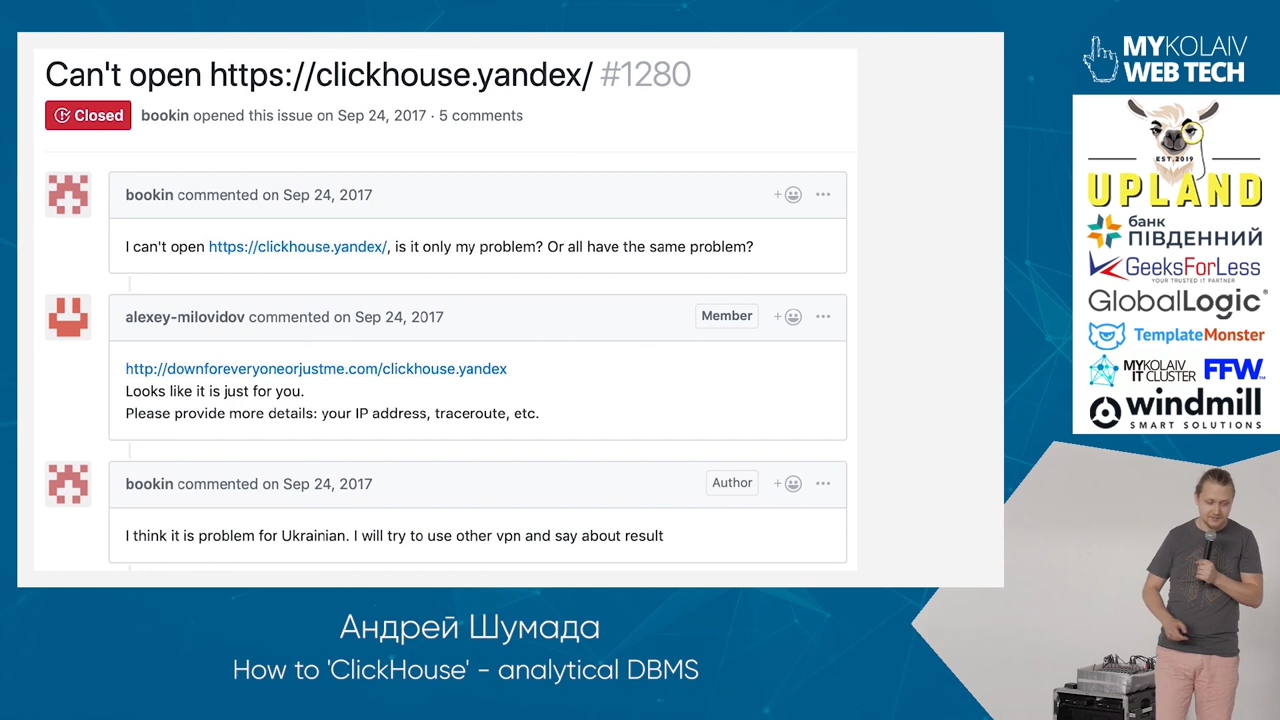 Can't open https://clickhouse.yandex/ #1280
Closed bookin opened this issue on Sep 24, 2017 · 5 comments
bookin commented on Sep 24, 2017
I can't open https://clickhouse.yandex/, is it only my problem? Or all have the same problem?
alexey-milovidov commented on Sep 24, 2017 Member
http://downforeveryoneorjustme.com/clickhouse.yandex
Looks like it is just for you.
Please provide more details: your IP address, traceroute, etc.
bookin commented on Sep 24, 2017 Author
I think it is problem for Ukrainian. I will try to use other vpn and say about result
Андрей Шумада
How to 'ClickHouse' - analytical DBMS
MYKOLAIV
WEB TECH
EST. 2019
UPLAND
банк
ПІВДЕННИЙ
GeeksForLess
YOUR TRUSTED IT PARTNER
GlobalLogic®
TemplateMonster
MYKOLAIV
IT CLUSTER
FFW
windmill
SMART SOLUTIONS